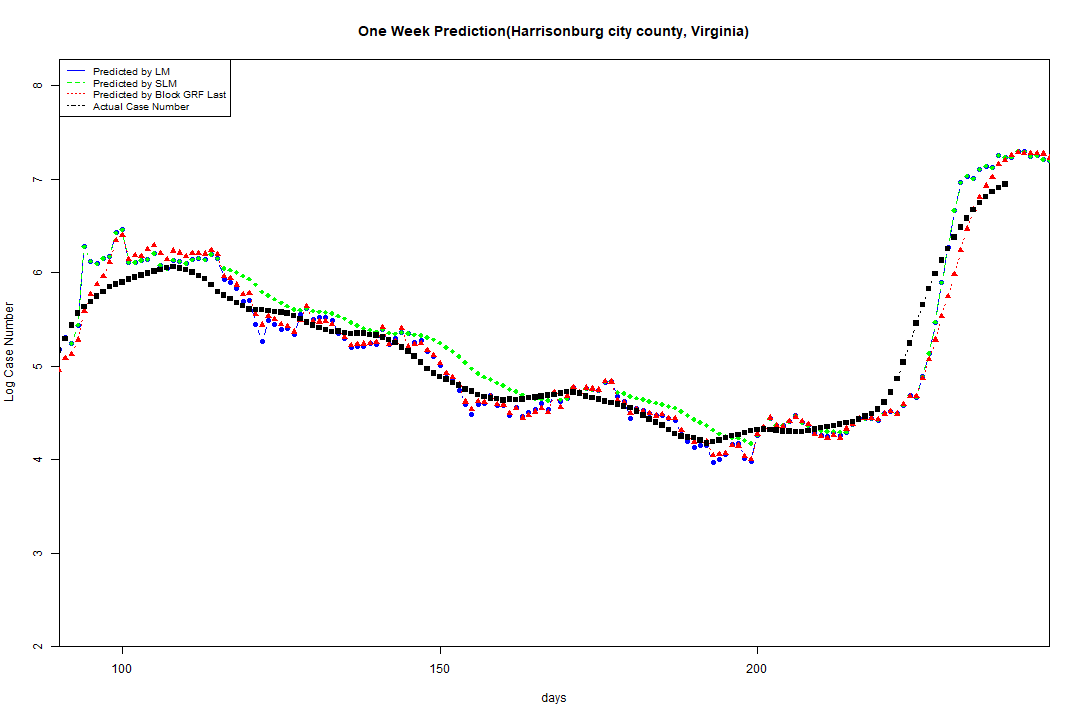 One Week Prediction(Harrisonburg city county, Virginia)
Predicted by LM
Predicted by SLM
Predicted by Block GRF Last
Actual Case Number
8
7
6
5
4
3
2
Log Case Number
100
150
200
days